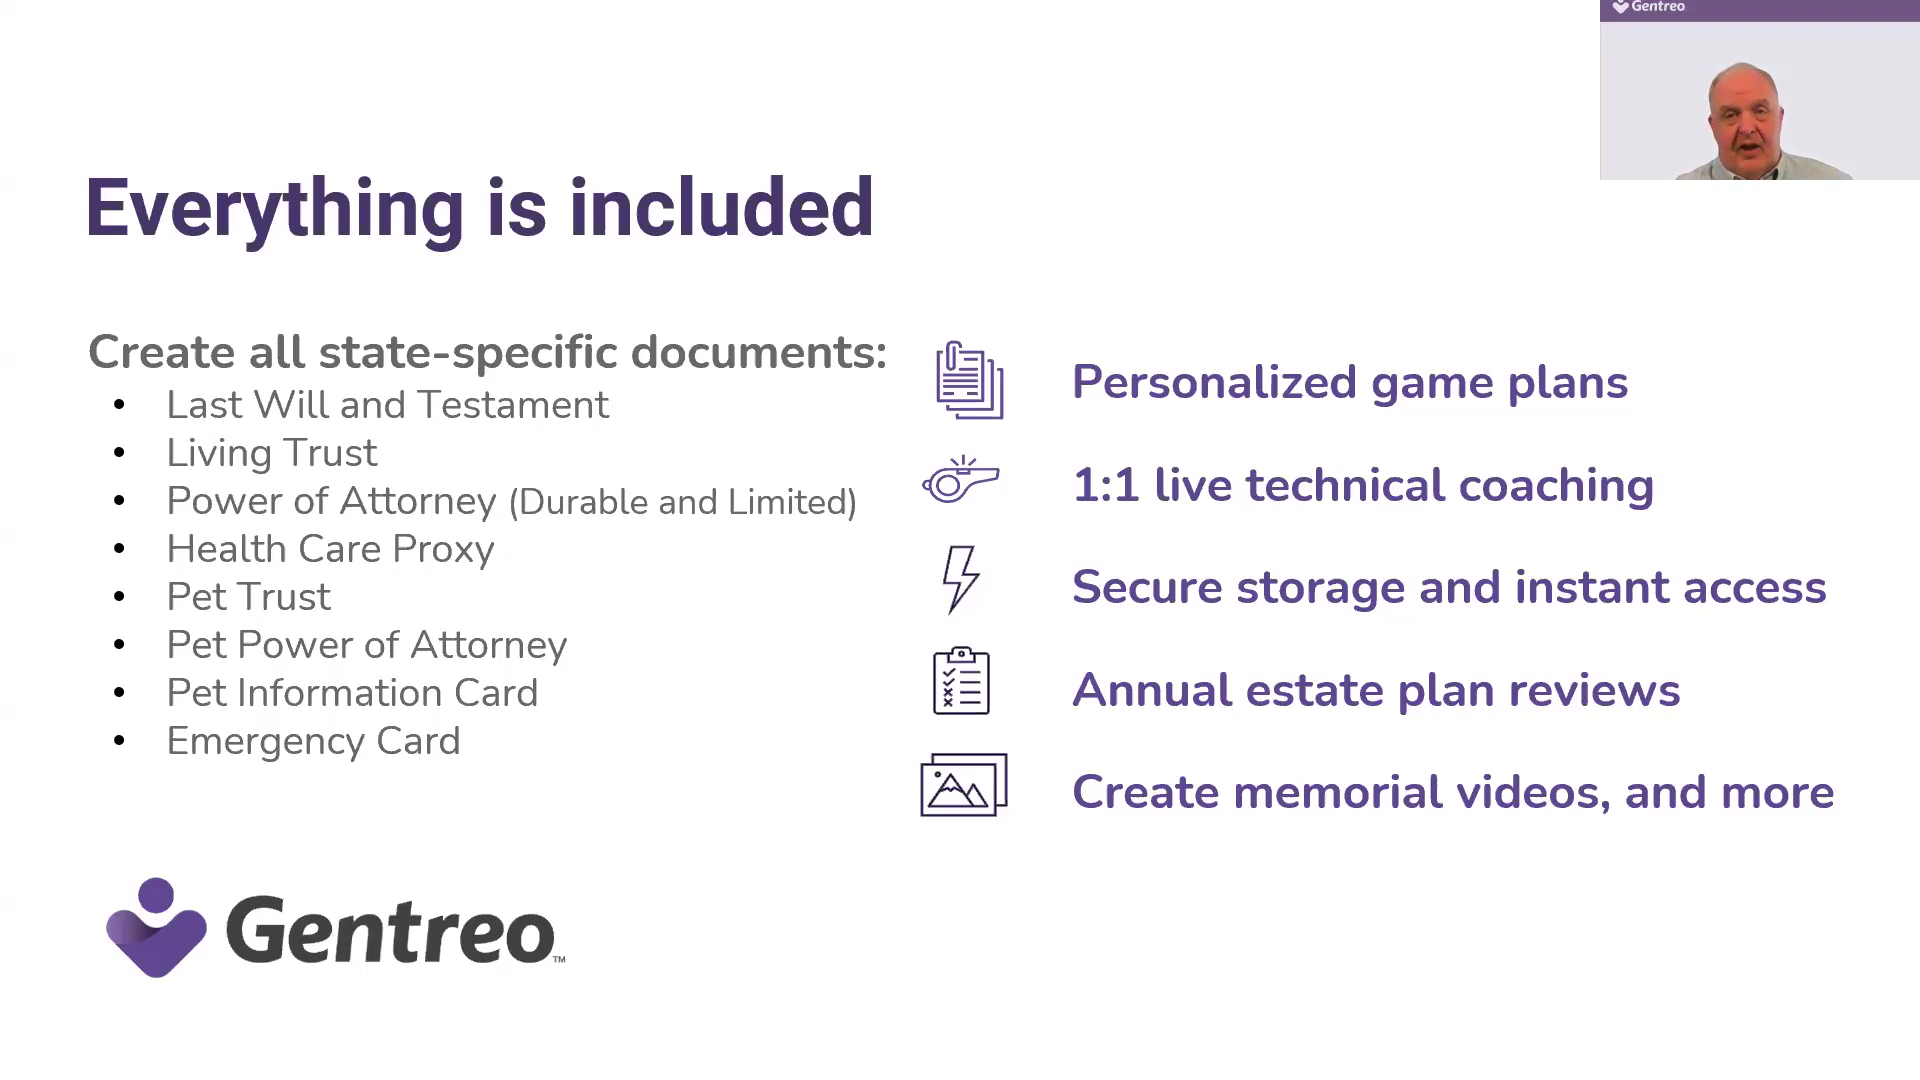 Gentreo
Everything is included
Create all state-specific documents:
• Last Will and Testament
• Living Trust
• Power of Attorney (Durable and Limited)
• Health Care Proxy
• Pet Trust
• Pet Power of Attorney
• Pet Information Card
• Emergency Card
Personalized game plans
1:1 live technical coaching
Secure storage and instant access
Annual estate plan reviews
Create memorial videos, and more
Gentreo™